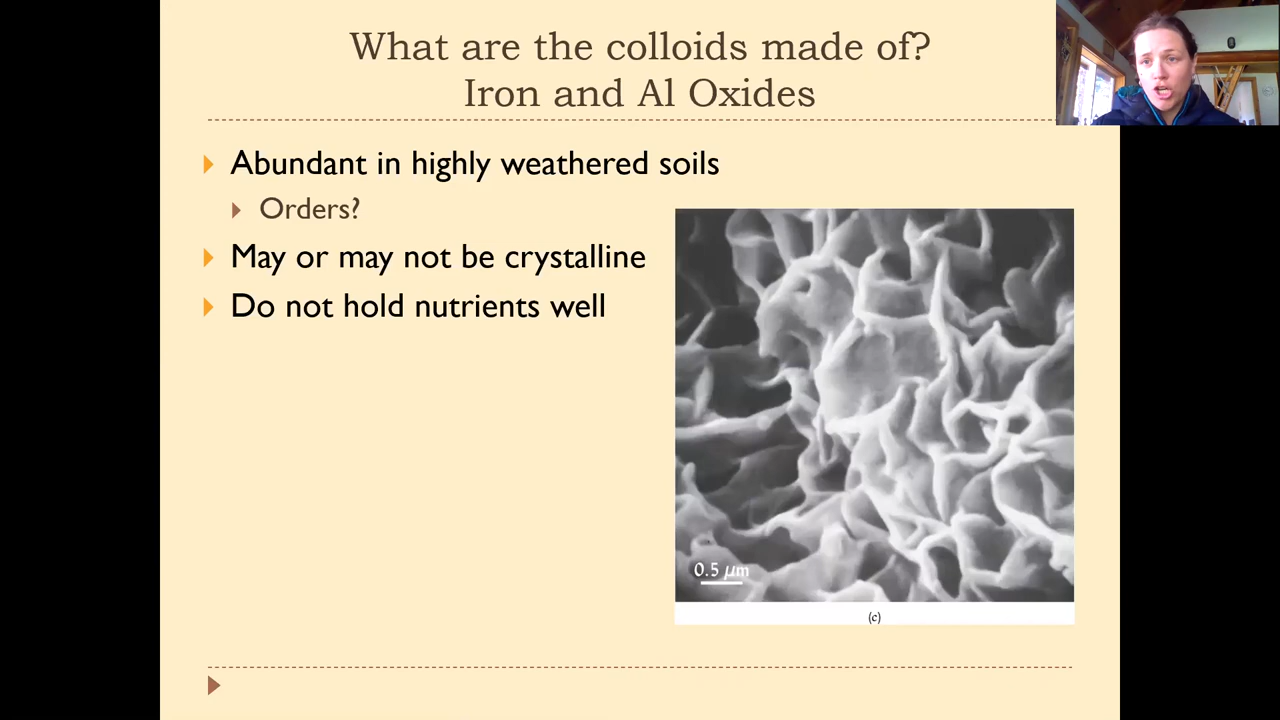 What are the colloids made of?
Iron and Al Oxides
Abundant in highly weathered soils
Orders?
May or may not be crystalline
Do not hold nutrients well
0.5 μm
(c)